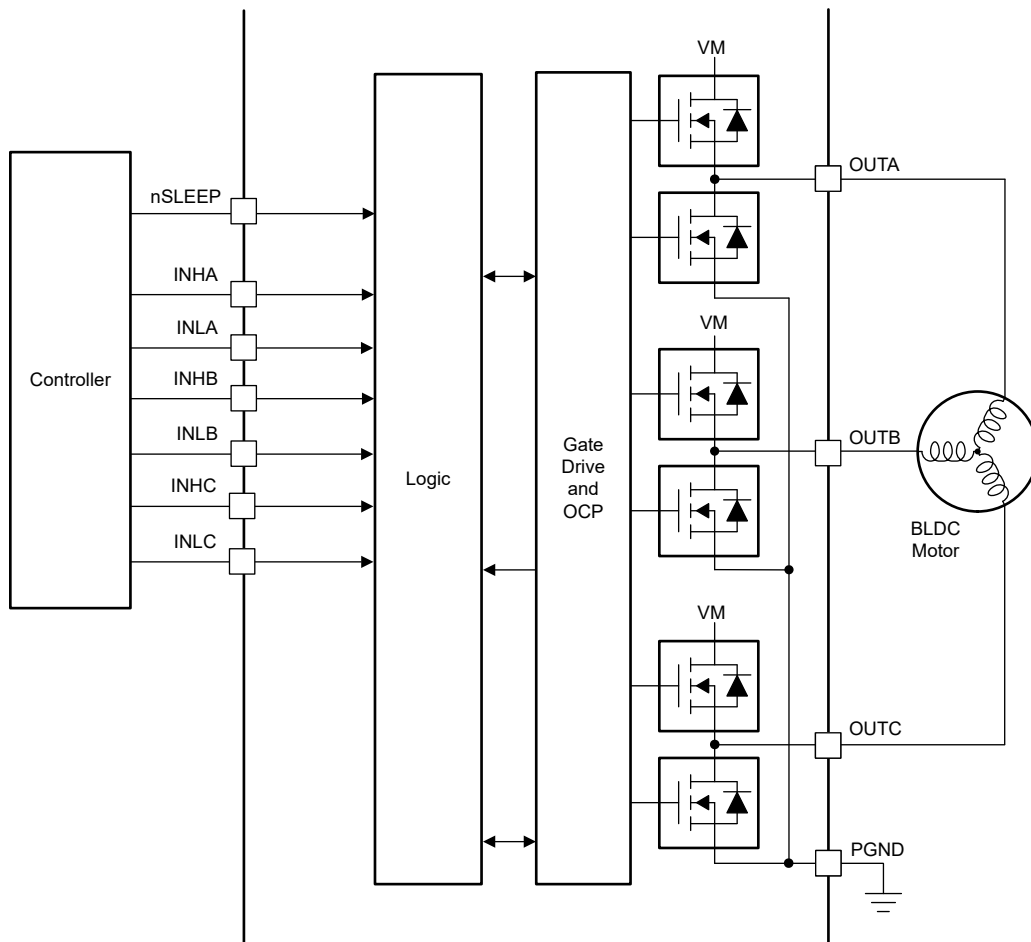 VM
OUTA
nSLEEP
INHA
INLA
Controller
INHB
INLB
INHC
INLC
Logic
Gate
Drive
and
OCP
VM
OUTB
BLDC
Motor
VM
OUTC
PGND